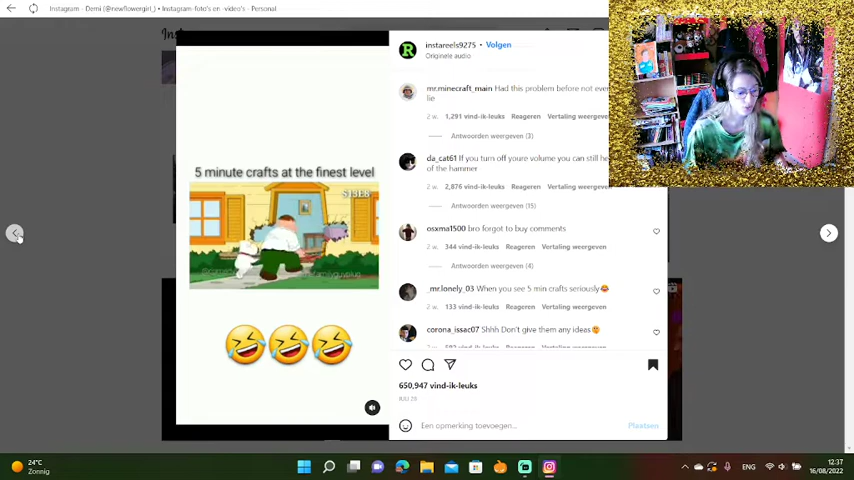 Instagram - Demi (@newflowergirl_) • Instagram-foto's en -video's - Personal
instareels9275 • Volgen
Originele audio
mr.minecraft_main Had this problem before not even
lie
2 w. 1,291 vind-ik-leuks Reageren Vertaling weergeven
Antwoorden weergeven (3)
da_cat61 If you turn off youre volume you can still he
of the hammer
2 w. 2,876 vind-ik-leuks Reageren Vertaling weergeven
Antwoorden weergeven (15)
osxma1500 bro forgot to buy comments
2 w. 344 vind-ik-leuks Reageren Vertaling weergeven
Antwoorden weergeven (4)
_mr.lonely_03 When you see 5 min crafts seriously😂
2 w. 133 vind-ik-leuks Reageren Vertaling weergeven
corona_issac07 Shhh Don't give them any ideas
5 minute crafts at the finest level
S13E8
650,947 vind-ik-leuks
Een opmerking toevoegen...
Plaatsen
24°C
Zonnig
ENG
12:37
16/08/2022